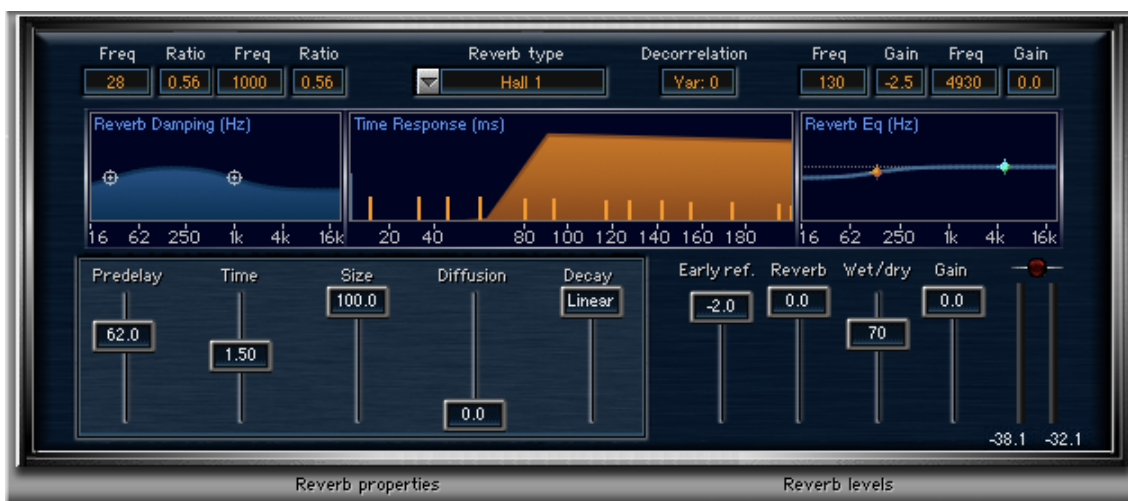 Freq Ratio Freq Ratio Reverb type Decorrelation Freq Gain Freq Gain
28 0.56 1000 0.56 Hall 1 Var: 0 130 -2.5 4930 0.0
Reverb Damping (Hz) Time Response (ms) Reverb Eq (Hz)
16 62 250 1k 4k 16k 20 40 80 100 120 140 160 180 16 62 250 1k 4k 16k
Predelay Time Size Diffusion Decay Early ref. Reverb Wet/dry Gain
100.0 Linear -2.0 0.0 0.0
62.0 70
1.50
0.0
-38.1 -32.1
Reverb properties Reverb levels